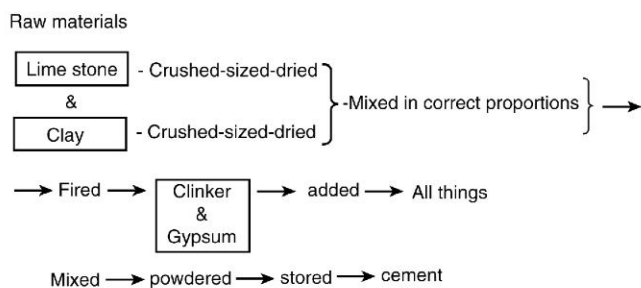 Raw materials
Lime stone - Crushed-sized-dried
&
-Mixed in correct proportions
Clay - Crushed-sized-dried
Fired Clinker & Gypsum added All things
Mixed powdered stored cement